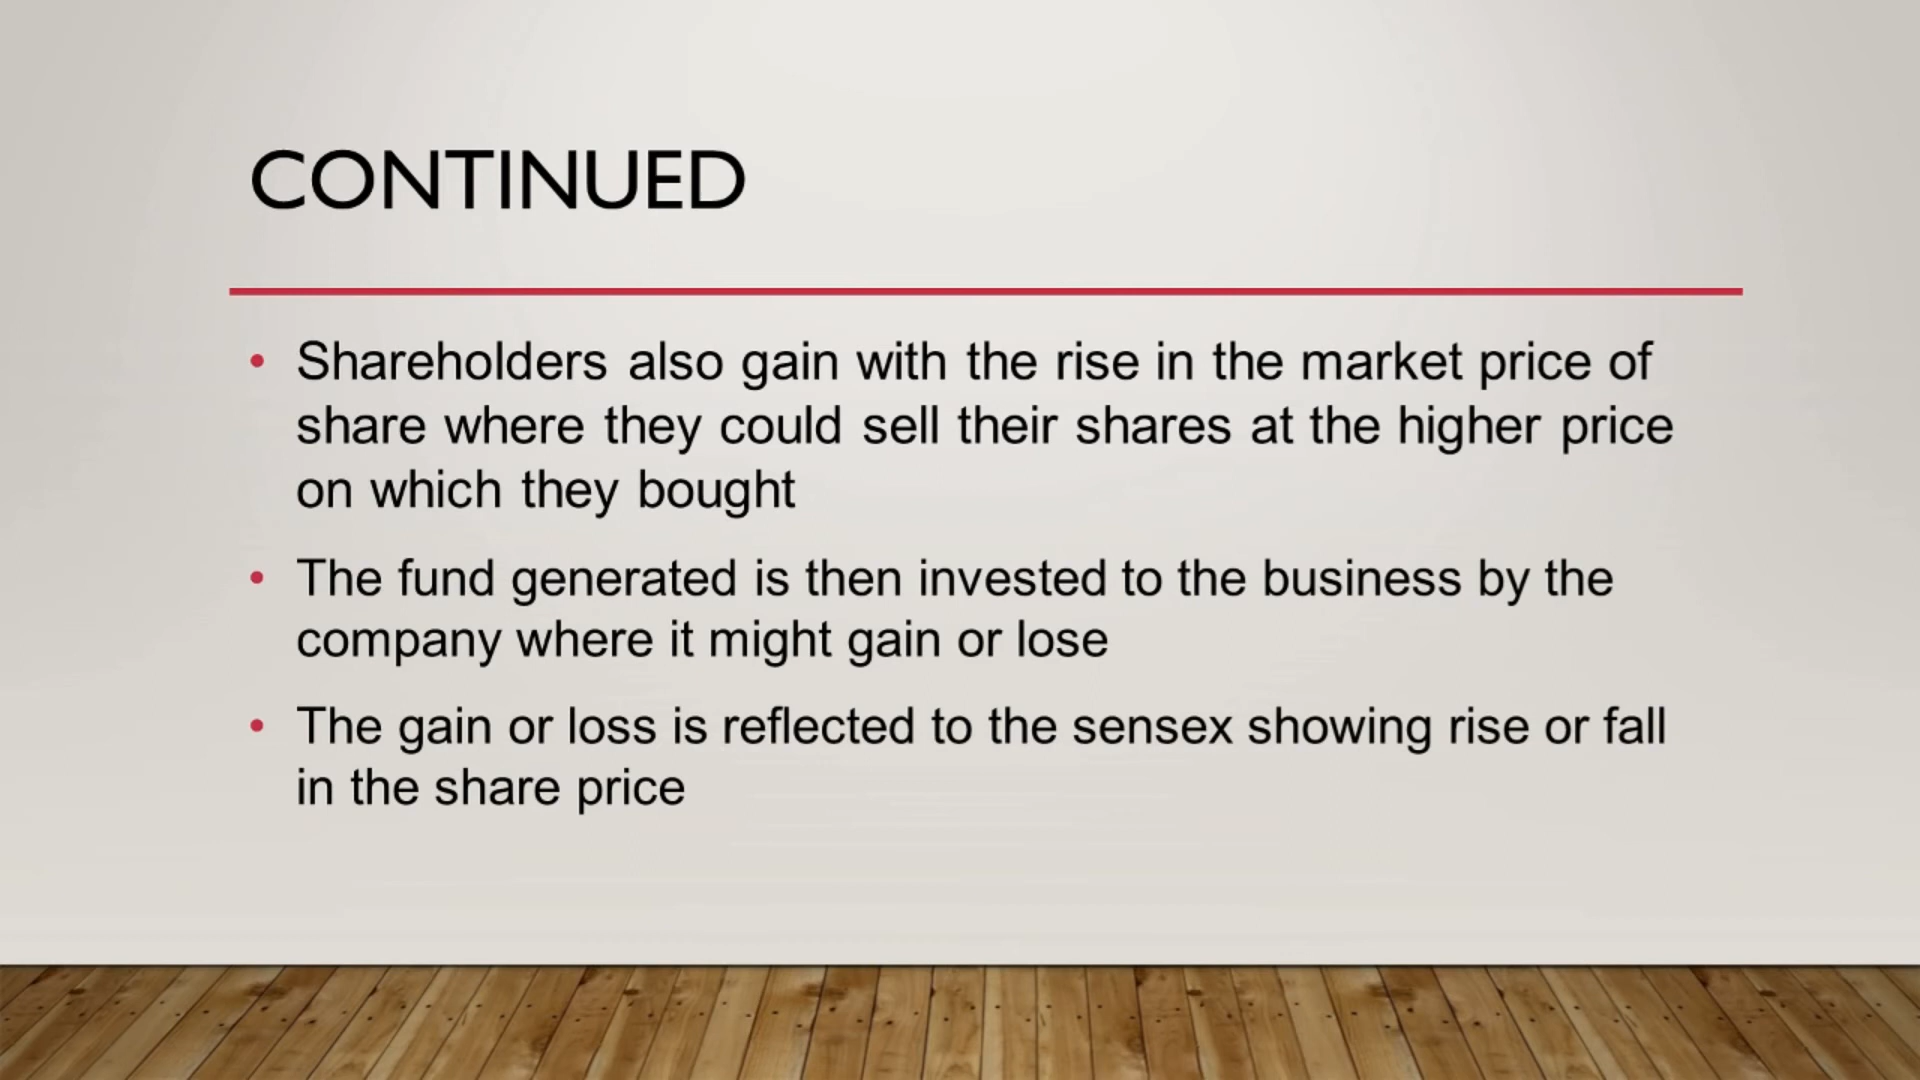 CONTINUED
• Shareholders also gain with the rise in the market price of
share where they could sell their shares at the higher price
on which they bought
• The fund generated is then invested to the business by the
company where it might gain or lose
• The gain or loss is reflected to the sensex showing rise or fall
in the share price